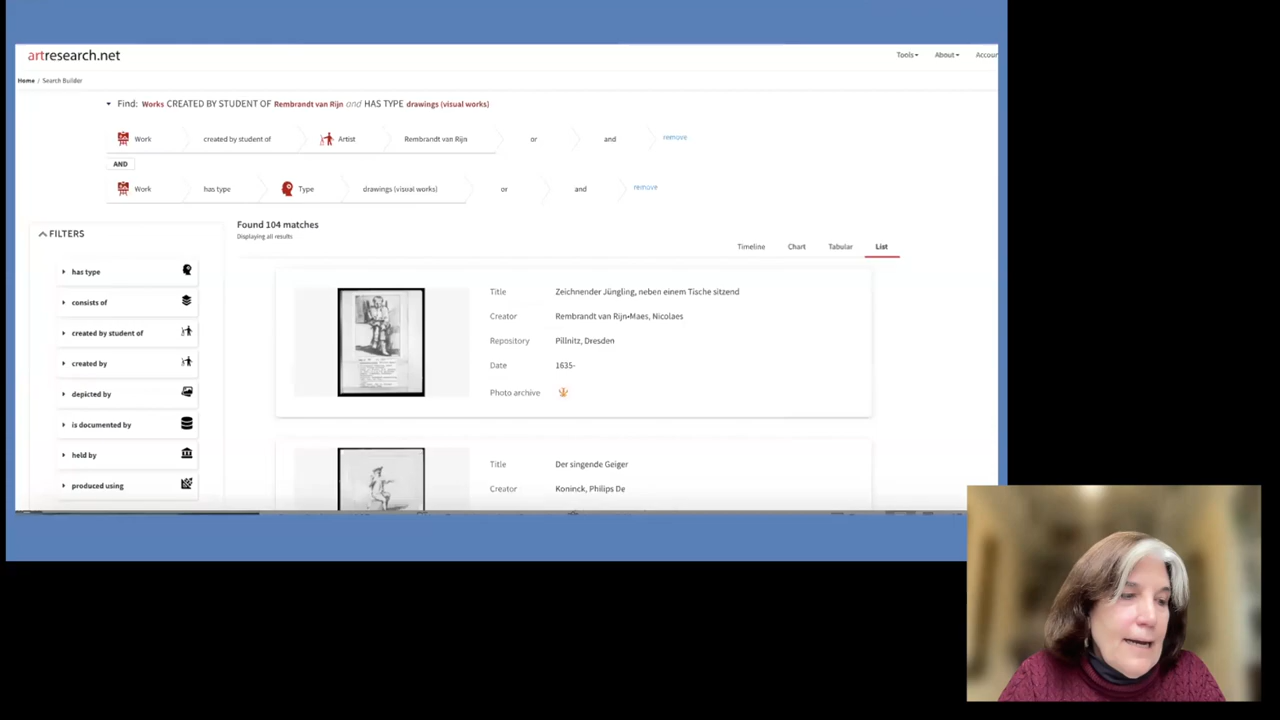 artresearch.net
Tools About Accoun
Home / Search Builder
Find: Works CREATED BY STUDENT OF Rembrandt van Rijn and HAS TYPE drawings (visual works)
Work created by student of Artist Rembrandt van Rijn or and remove
AND
Work has type Type drawings (visual works) or and remove
FILTERS
has type
consists of
created by student of
created by
depicted by
is documented by
held by
produced using
Found 104 matches
Displaying all results
Timeline Chart Tabular List
Title Zeichnender Jüngling, neben einem Tische sitzend
Creator Rembrandt van Rijn•Maes, Nicolaes
Repository Pillnitz, Dresden
Date 1635-
Photo archive
Title Der singende Geiger
Creator Koninck, Philips De